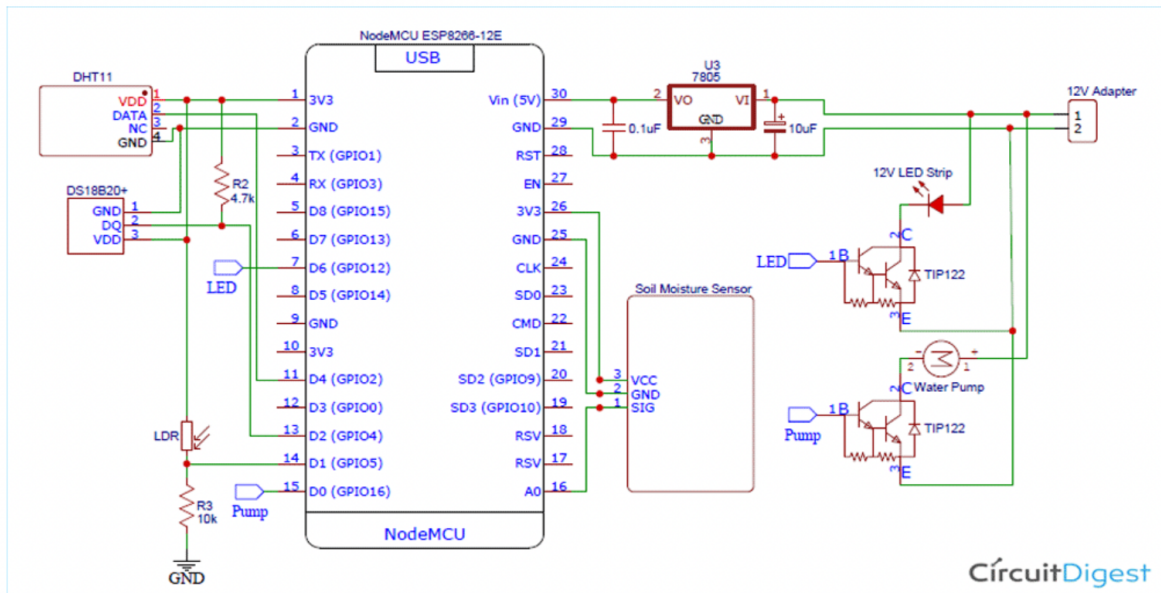 NodeMCU ESP8266-12E
USB
DHT11
VDD 1
DATA 2
NC 3
GND 4
DS18B20+
GND 1
DQ 2
VDD 3
R2
4.7k
LED
LDR
R3
10k
Pump
GND
1 3V3
2 GND
3 TX (GPIO1)
4 RX (GPIO3)
5 D8 (GPIO15)
6 D7 (GPIO13)
7 D6 (GPIO12)
8 D5 (GPIO14)
9 GND
10 3V3
11 D4 (GPIO2)
12 D3 (GPIO0)
13 D2 (GPIO4)
14 D1 (GPIO5)
15 D0 (GPIO16)
Vin (5V) 30
GND 29
RST 28
EN 27
3V3 26
GND 25
CLK 24
SD0 23
CMD 22
SD1 21
SD2 (GPIO9) 20
SD3 (GPIO10) 19
RSV 18
RSV 17
A0 16
NodeMCU
U3
7805
2 VO VI 1
GND
3
0.1uF
+
10uF
12V Adapter
1
2
12V LED Strip
2 C
LED 1 B
TIP122
3 E
Soil Moisture Sensor
3 VCC
2 GND
1 SIG
- +
2 1
Water Pump
2 C
Pump 1 B
TIP122
3 E
CircuitDigest